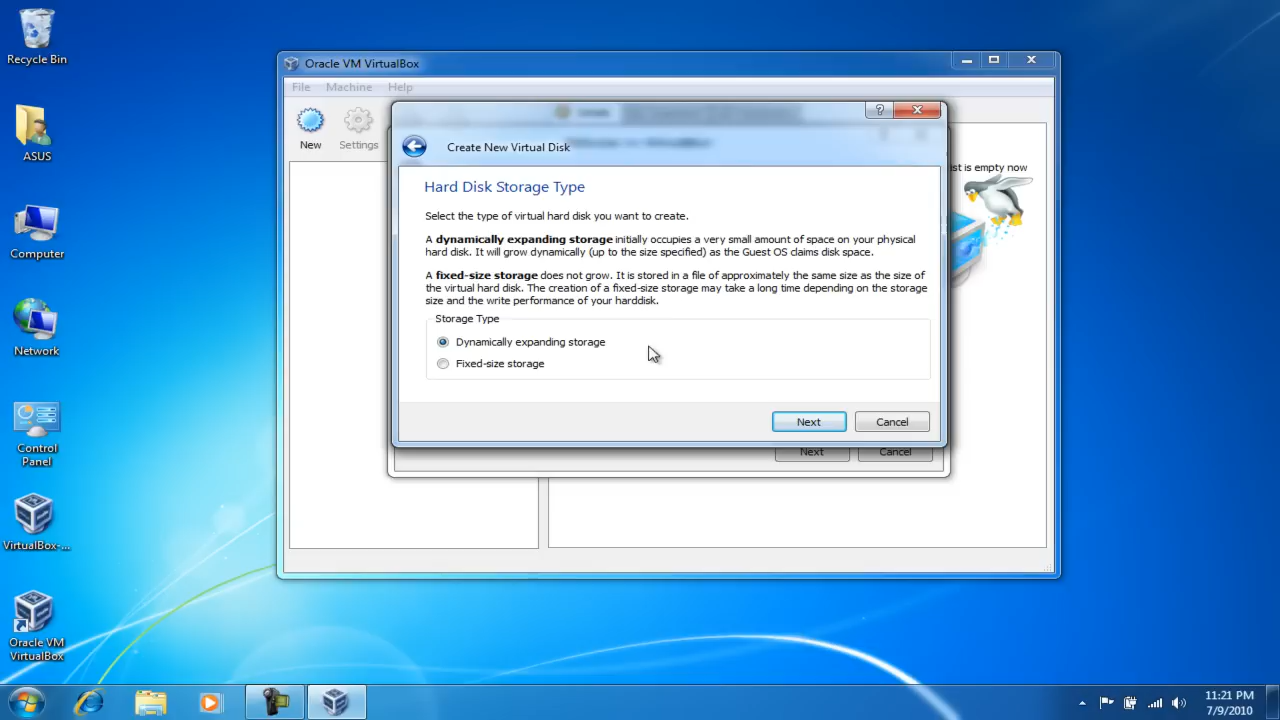 Recycle Bin
ASUS
Computer
Network
Control
Panel
VirtualBox-...
Oracle VM
VirtualBox
Oracle VM VirtualBox
File Machine Help
New
Settings
ist is empty now
?
Create New Virtual Disk
Hard Disk Storage Type
Select the type of virtual hard disk you want to create.
A dynamically expanding storage initially occupies a very small amount of space on your physical
hard disk. It will grow dynamically (up to the size specified) as the Guest OS claims disk space.
A fixed-size storage does not grow. It is stored in a file of approximately the same size as the size of
the virtual hard disk. The creation of a fixed-size storage may take a long time depending on the storage
size and the write performance of your harddisk.
Storage Type
Dynamically expanding storage
Fixed-size storage
Next Cancel
Next Cancel
11:21 PM
7/9/2010